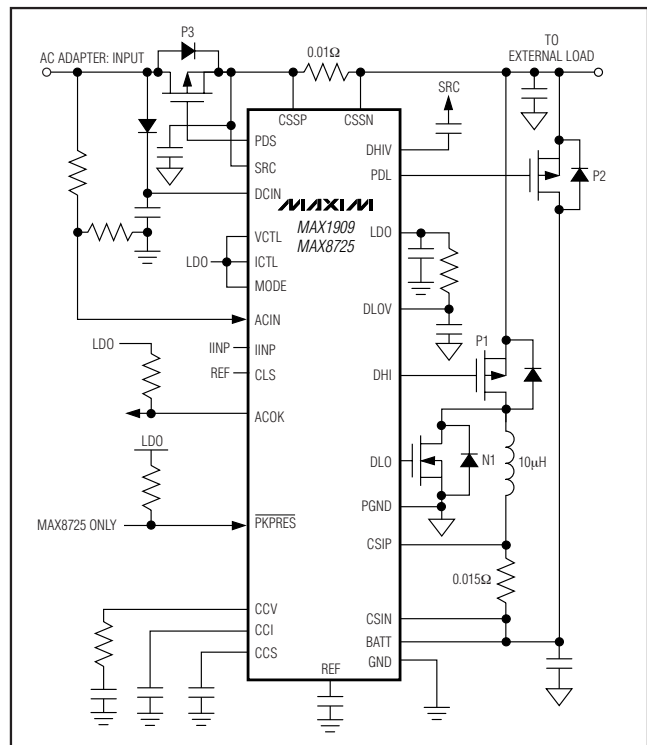 P3
AC ADAPTER: INPUT
0.01Ω
TO
EXTERNAL LOAD
CSSP
CSSN
SRC
PDS
DHIV
SRC
PDL
P2
DCIN
MAXIM
MAX1909
MAX8725
LDO
VCTL
LDO
ICTL
MODE
DLOV
ACIN
P1
LDO
IINP
IINP
REF
CLS
DHI
ACOK
LDO
DLO
N1
10μH
PGND
MAX8725 ONLY
PKPRES
CSIP
0.015Ω
CCV
CSIN
CCI
BATT
CCS
GND
REF